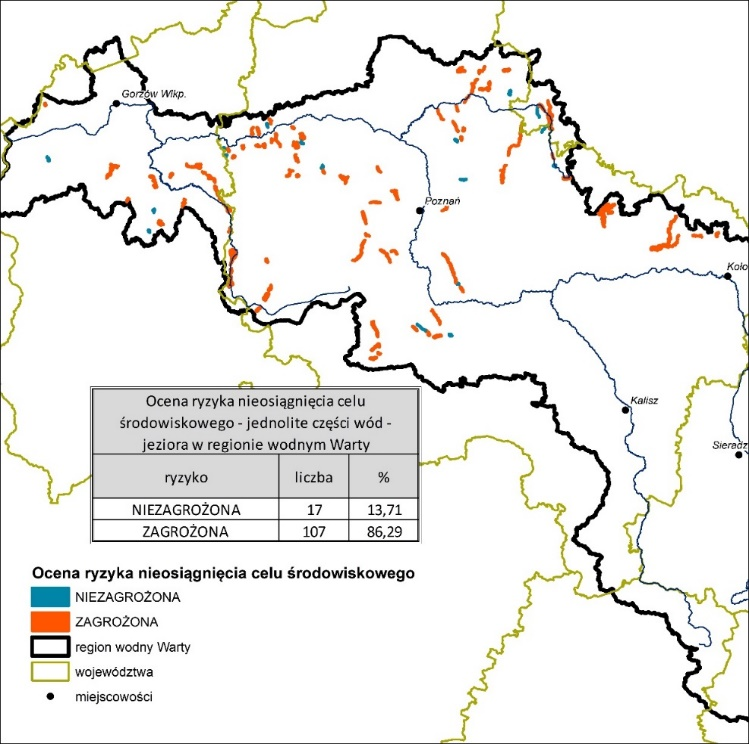 Gorzów Wlkp.
Poznań
Koło
Kalisz
Sieradz
Ocena ryzyka nieosiągnięcia celu
środowiskowego - jednolite części wód -
jeziora w regionie wodnym Warty
ryzyko liczba %
NIEZAGROŻONA 17 13,71
ZAGROŻONA 107 86,29
Ocena ryzyka nieosiągnięcia celu środowiskowego
NIEZAGROŻONA
ZAGROŻONA
region wodny Warty
województwa
miejscowości